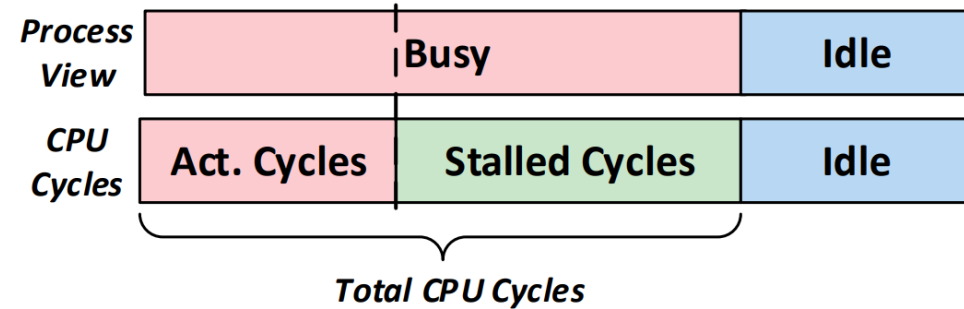 Process
View
Busy
Idle
CPU
Cycles
Act. Cycles
Stalled Cycles
Idle
Total CPU Cycles